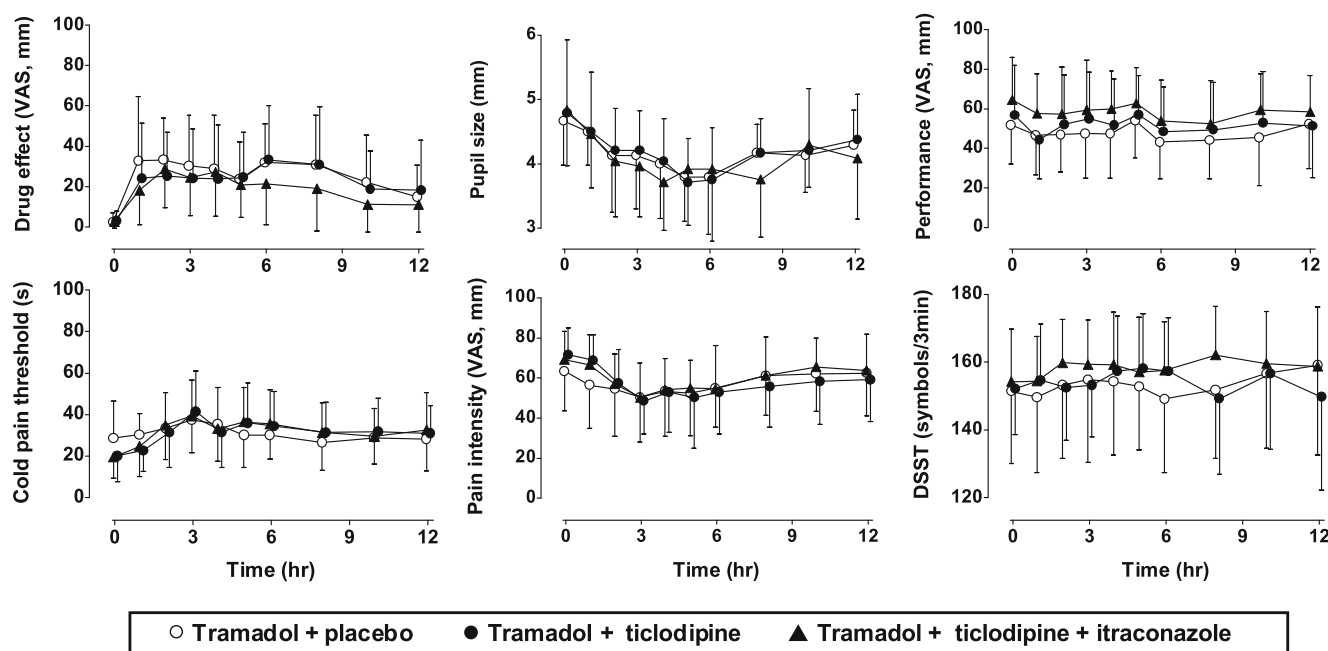 Drug effect (VAS, mm)
100
80
60
40
20
0
0 3 6 9 12
Pupil size (mm)
6
5
4
3
0 3 6 9 12
Performance (VAS, mm)
100
80
60
40
20
0
0 3 6 9 12
Cold pain threshold (s)
100
80
60
40
20
0
0 3 6 9 12
Time (hr)
Pain intensity (VAS, mm)
100
80
60
40
20
0
0 3 6 9 12
Time (hr)
DSST (symbols/3min)
180
160
140
120
0 3 6 9 12
Time (hr)
Tramadol + placebo Tramadol + ticlodipine Tramadol + ticlodipine + itraconazole